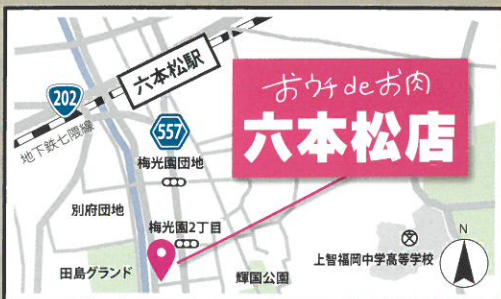 六本松駅
202
地下鉄七隈線
557
梅光園団地
おウチdeお肉
六本松店
別府団地
梅光園2丁目
田島グランド
輝国公園
上智福岡中学高等学校
N